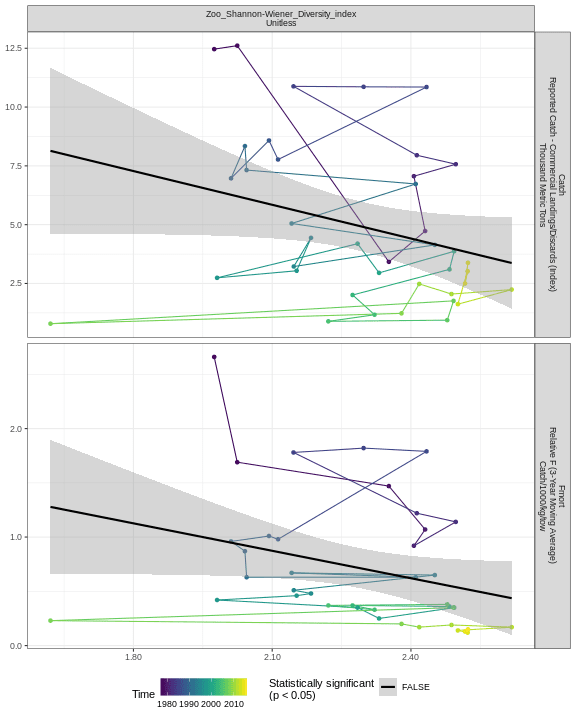 Zoo_Shannon-Wiener_Diversity_index
Unitless
12.5
10.0
7.5
5.0
2.5
Catch
Reported Catch - Commercial Landings/Discards (Index)
Thousand Metric Tons
2.0
1.0
0.0
Fmort
Relative F (3-Year Moving Average)
Catch/1000/kg/tow
1.80
2.10
2.40
Time
1980 1990 2000 2010
Statistically significant
(p < 0.05)
FALSE